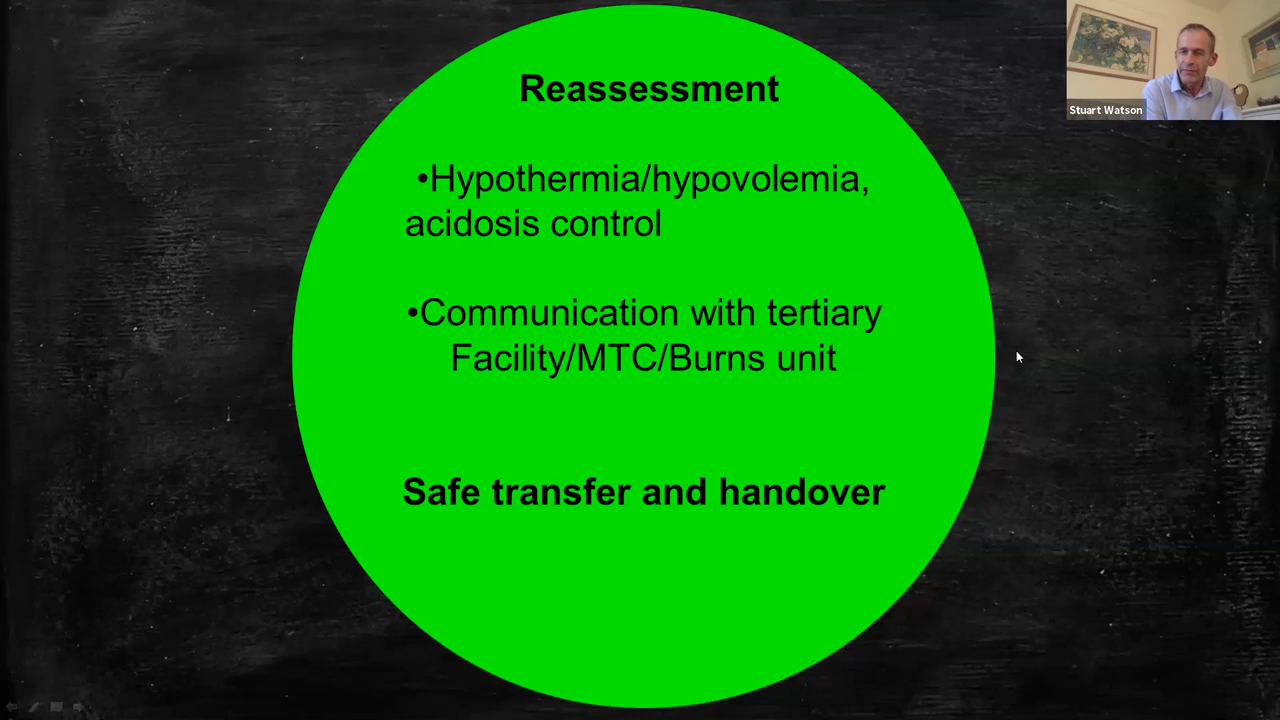 Reassessment
•Hypothermia/hypovolemia,
acidosis control
•Communication with tertiary
Facility/MTC/Burns unit
Safe transfer and handover
Stuart Watson